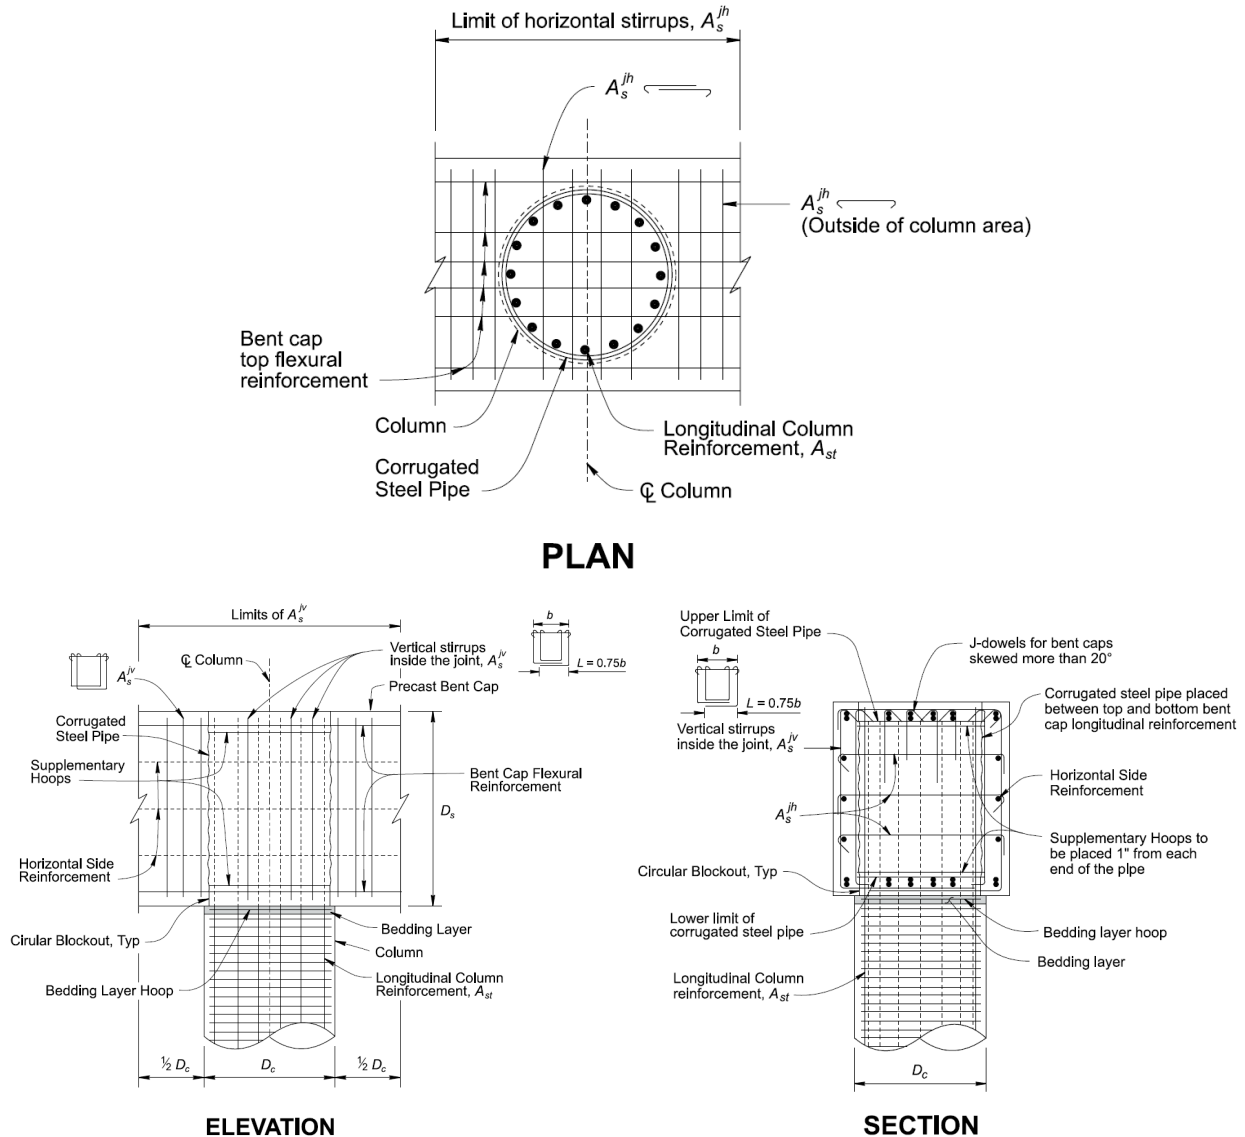 Limit of horizontal stirrups, A_s^{jh}
A_s^{jh}
A_s^{jh}
(Outside of column area)
Bent cap
top flexural
reinforcement
Column
Corrugated
Steel Pipe
Longitudinal Column
Reinforcement, A_{st}
℄ Column
PLAN
Limits of A_s^{jv}
℄ Column
A_s^{jv}
Vertical stirrups
inside the joint, A_s^{jv}
b
L = 0.75b
Precast Bent Cap
Corrugated
Steel Pipe
Supplementary
Hoops
Bent Cap Flexural
Reinforcement
D_s
Horizontal Side
Reinforcement
Cirular Blockout, Typ
Bedding Layer
Column
Bedding Layer Hoop
Longitudinal Column
Reinforcement, A_{st}
½ D_c
D_c
½ D_c
ELEVATION
Upper Limit of
Corrugated Steel Pipe
b
L = 0.75b
Vertical stirrups
inside the joint, A_s^{jv}
J-dowels for bent caps
skewed more than 20°
Corrugated steel pipe placed
between top and bottom bent
cap longitudinal reinforcement
Horizontal Side
Reinforcement
A_s^{jh}
Supplementary Hoops to
be placed 1" from each
end of the pipe
Circular Blockout, Typ
Lower limit of
corrugated steel pipe
Bedding layer hoop
Bedding layer
Longitudinal Column
reinforcement, A_{st}
D_c
SECTION